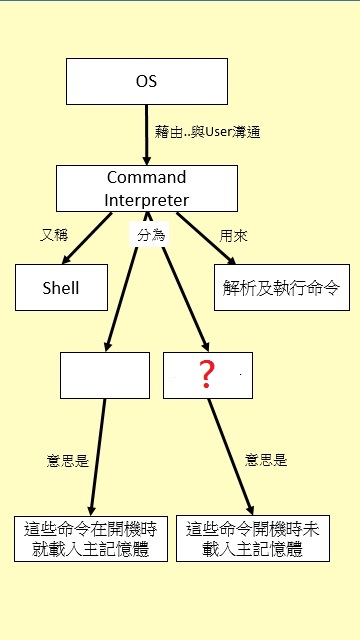 OS
藉由..與User溝通
Command
Interpreter
又稱
分為
用來
Shell
解析及執行命令
?
意思是
意思是
這些命令在開機時
就載入主記憶體
這些命令開機時未
載入主記憶體